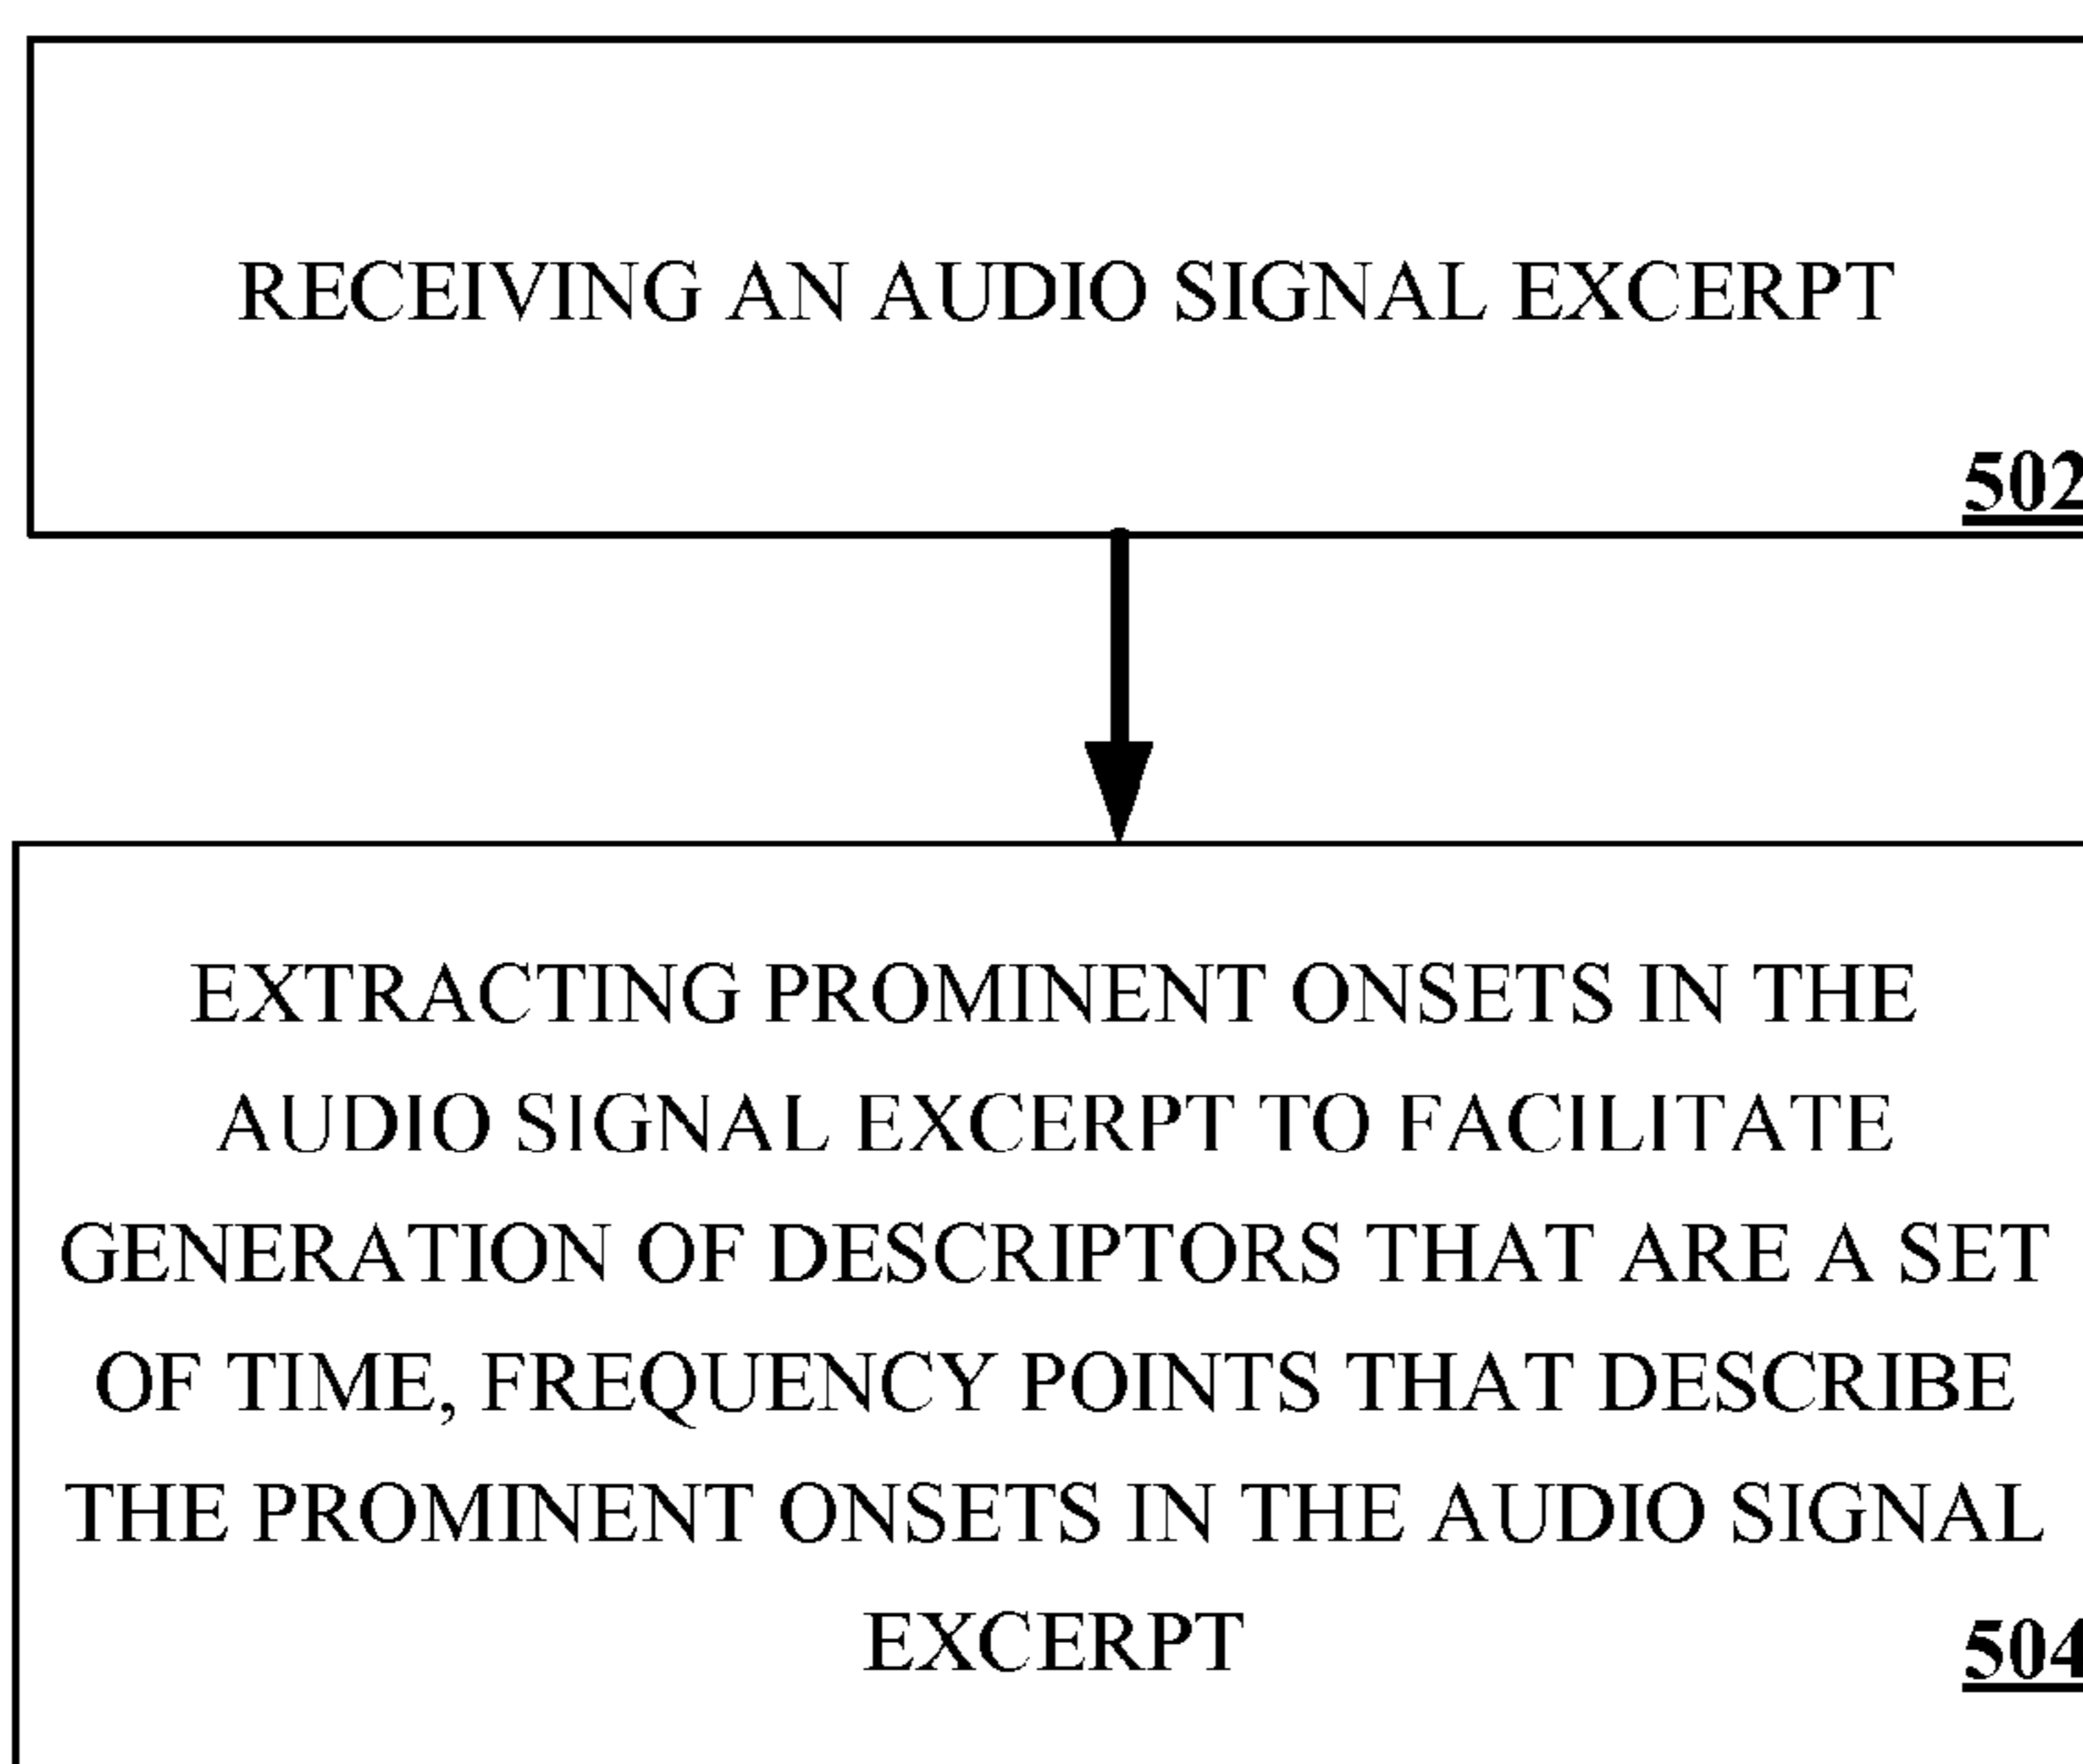 RECEIVING AN AUDIO SIGNAL EXCERPT
502
EXTRACTING PROMINENT ONSETS IN THE
AUDIO SIGNAL EXCERPT TO FACILITATE
GENERATION OF DESCRIPTORS THAT ARE A SET
OF TIME, FREQUENCY POINTS THAT DESCRIBE
THE PROMINENT ONSETS IN THE AUDIO SIGNAL
EXCERPT
504